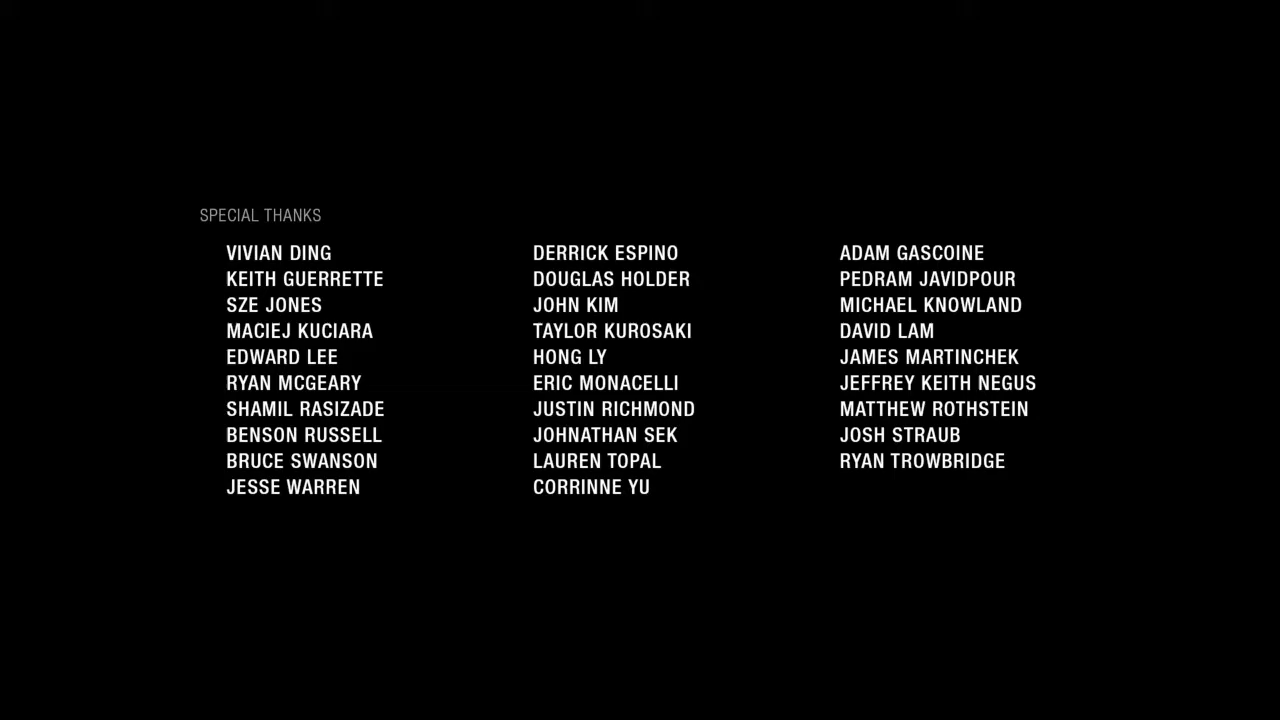 SPECIAL THANKS
VIVIAN DING
KEITH GUERRETTE
SZE JONES
MACIEJ KUCIARA
EDWARD LEE
RYAN MCGEARY
SHAMIL RASIZADE
BENSON RUSSELL
BRUCE SWANSON
JESSE WARREN
DERRICK ESPINO
DOUGLAS HOLDER
JOHN KIM
TAYLOR KUROSAKI
HONG LY
ERIC MONACELLI
JUSTIN RICHMOND
JOHNATHAN SEK
LAUREN TOPAL
CORRINNE YU
ADAM GASCOINE
PEDRAM JAVIDPOUR
MICHAEL KNOWLAND
DAVID LAM
JAMES MARTINCHEK
JEFFREY KEITH NEGUS
MATTHEW ROTHSTEIN
JOSH STRAUB
RYAN TROWBRIDGE